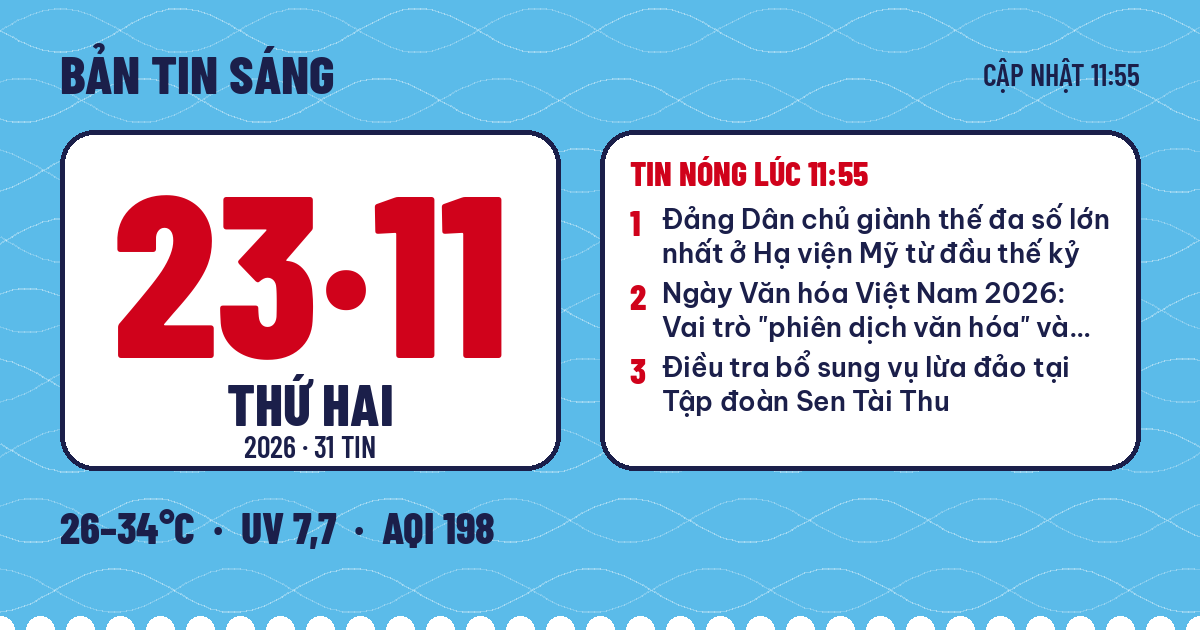 BẢN TIN SÁNG
CẬP NHẬT 11:55
23·11
THỨ HAI
2026 · 31 TIN
TIN NÓNG LÚC 11:55
1 Đảng Dân chủ giành thế đa số lớn
nhất ở Hạ viện Mỹ từ đầu thế kỷ
2 Ngày Văn hóa Việt Nam 2026:
Vai trò "phiên dịch văn hóa" và...
3 Điều tra bổ sung vụ lừa đảo tại
Tập đoàn Sen Tài Thu
26–34°C · UV 7,7 · AQI 198